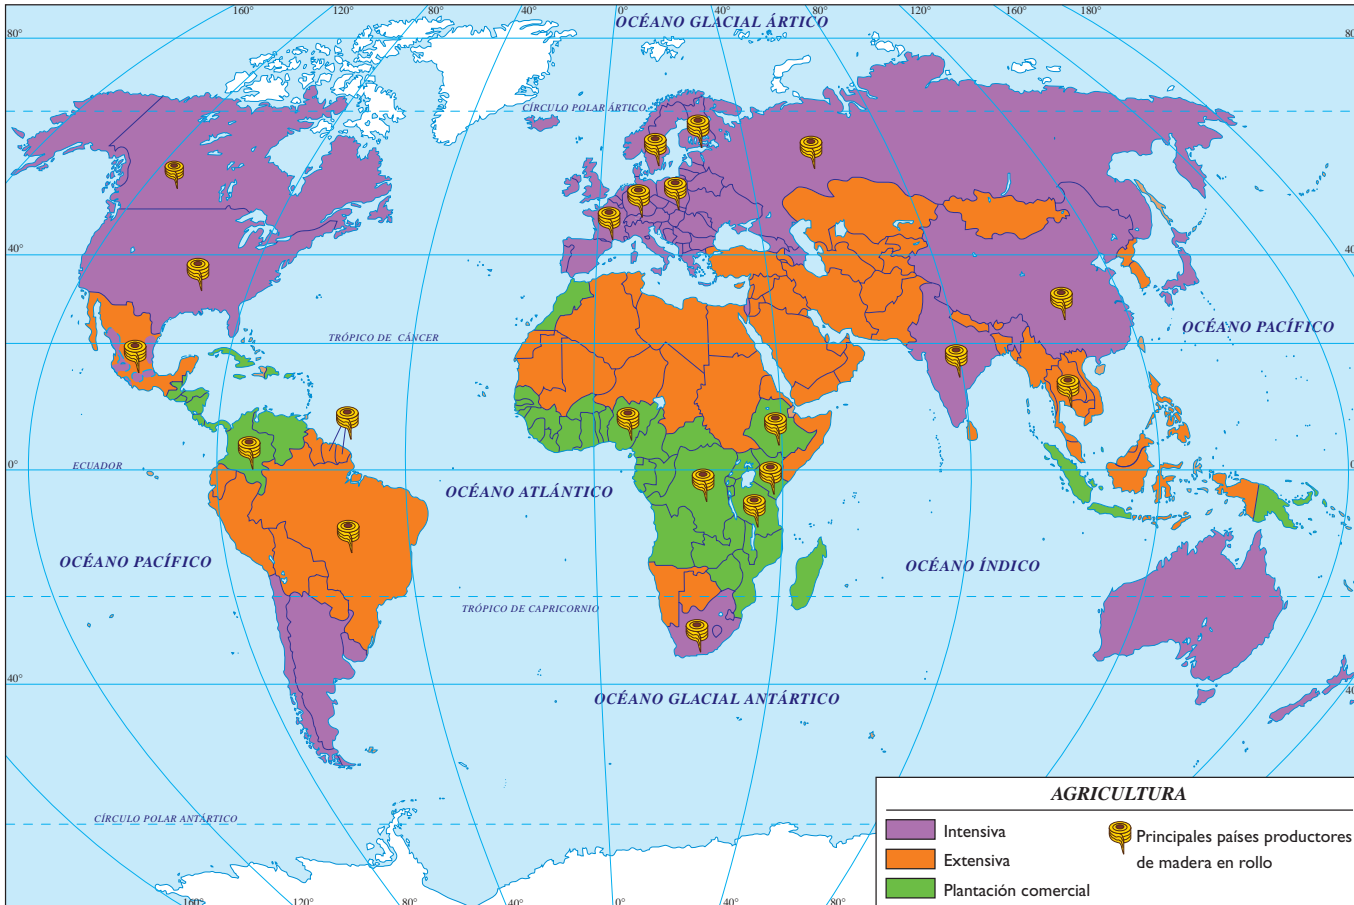 160° 120° 80° 40° 0° 40° 80° 120° 160° 180°
OCÉANO GLACIAL ÁRTICO
80° 80
CÍRCULO POLAR ÁRTICO
40° 40
OCÉANO PACÍFICO
TRÓPICO DE CÁNCER
ECUADOR
0° 0
OCÉANO ATLÁNTICO
OCÉANO PACÍFICO
OCÉANO ÍNDICO
TRÓPICO DE CAPRICORNIO
40° 40
OCÉANO GLACIAL ANTÁRTICO
CÍRCULO POLAR ANTÁRTICO
AGRICULTURA
Intensiva
Extensiva
Plantación comercial
Principales países productores
de madera en rollo
160° 120° 80° 40° 0° 40° 80°